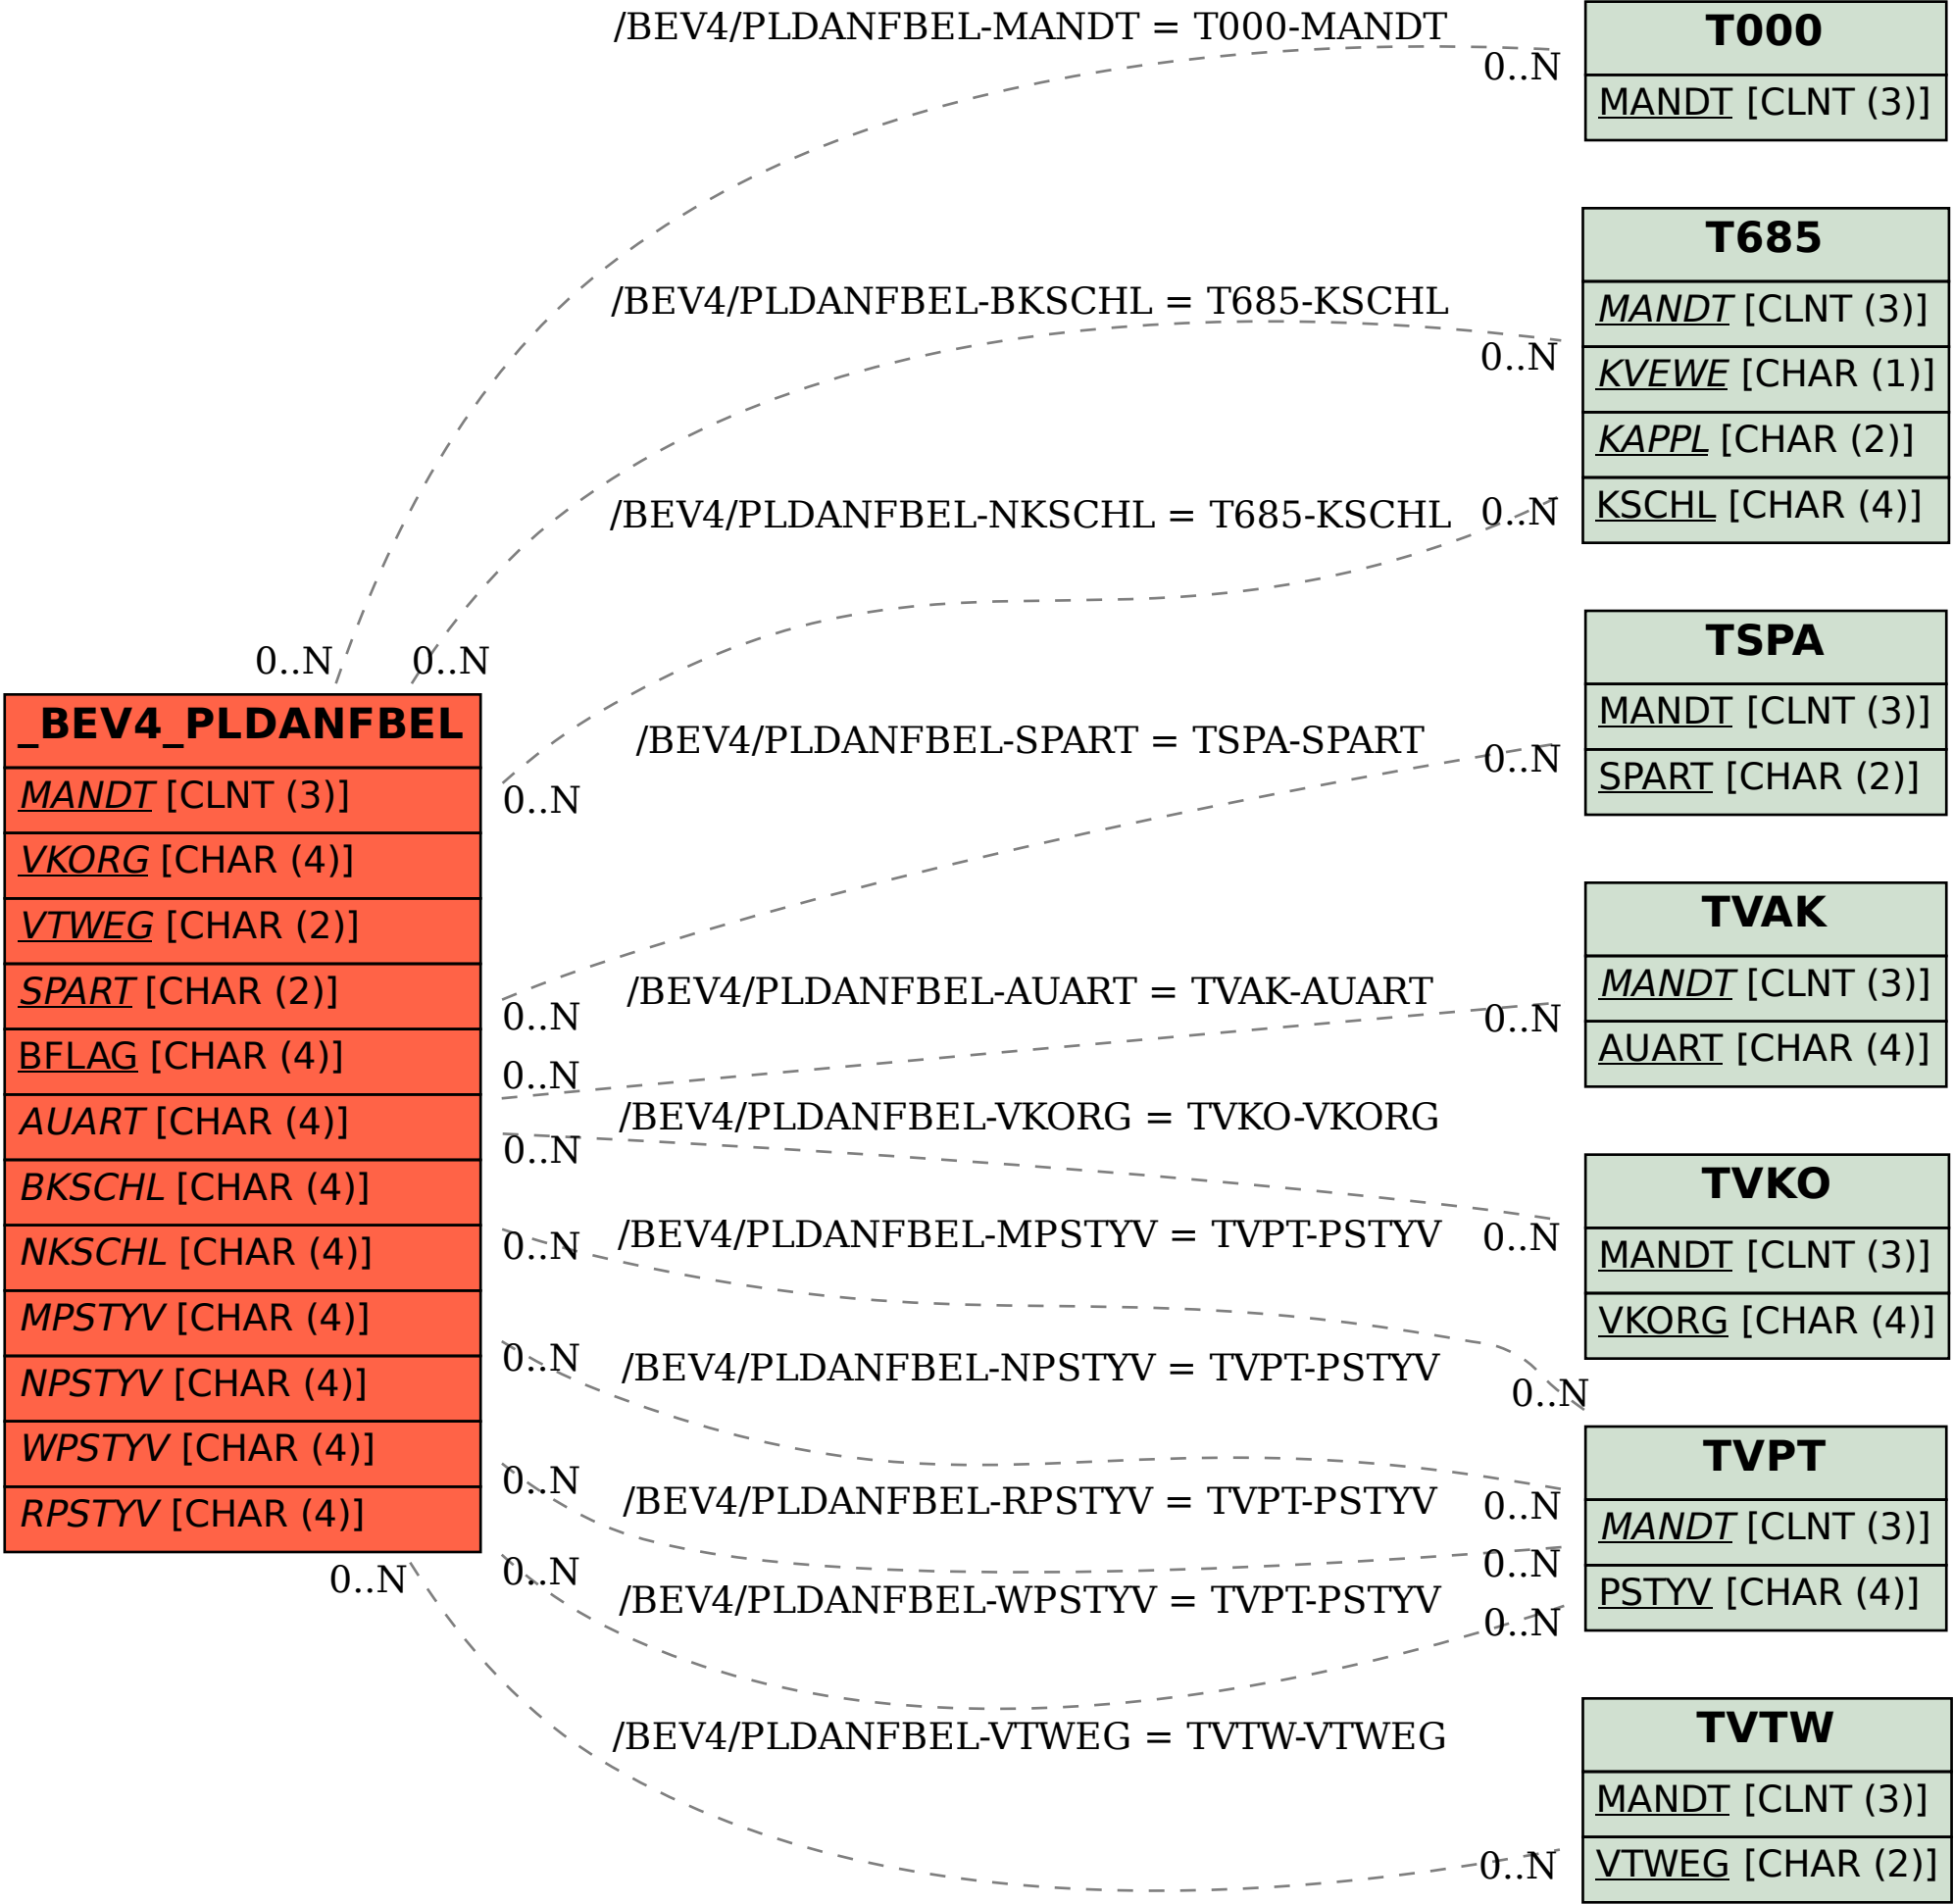 /BEV4/PLDANFBEL-MANDT = T000-MANDT
0..N
0..N
T000
MANDT [CLNT (3)]
/BEV4/PLDANFBEL-BKSCHL = T685-KSCHL
0..N
0..N
/BEV4/PLDANFBEL-NKSCHL = T685-KSCHL
0..N
0..N
T685
MANDT [CLNT (3)]
KVEWE [CHAR (1)]
KAPPL [CHAR (2)]
KSCHL [CHAR (4)]
_BEV4_PLDANFBEL
MANDT [CLNT (3)]
VKORG [CHAR (4)]
VTWEG [CHAR (2)]
SPART [CHAR (2)]
BFLAG [CHAR (4)]
AUART [CHAR (4)]
BKSCHL [CHAR (4)]
NKSCHL [CHAR (4)]
MPSTYV [CHAR (4)]
NPSTYV [CHAR (4)]
WPSTYV [CHAR (4)]
RPSTYV [CHAR (4)]
/BEV4/PLDANFBEL-SPART = TSPA-SPART
0..N
0..N
TSPA
MANDT [CLNT (3)]
SPART [CHAR (2)]
/BEV4/PLDANFBEL-AUART = TVAK-AUART
0..N
0..N
TVAK
MANDT [CLNT (3)]
AUART [CHAR (4)]
/BEV4/PLDANFBEL-VKORG = TVKO-VKORG
0..N
0..N
TVKO
MANDT [CLNT (3)]
VKORG [CHAR (4)]
/BEV4/PLDANFBEL-MPSTYV = TVPT-PSTYV
0..N
0..N
/BEV4/PLDANFBEL-NPSTYV = TVPT-PSTYV
0..N
0..N
/BEV4/PLDANFBEL-RPSTYV = TVPT-PSTYV
0..N
0..N
/BEV4/PLDANFBEL-WPSTYV = TVPT-PSTYV
0..N
0..N
TVPT
MANDT [CLNT (3)]
PSTYV [CHAR (4)]
/BEV4/PLDANFBEL-VTWEG = TVTW-VTWEG
0..N
0..N
TVTW
MANDT [CLNT (3)]
VTWEG [CHAR (2)]